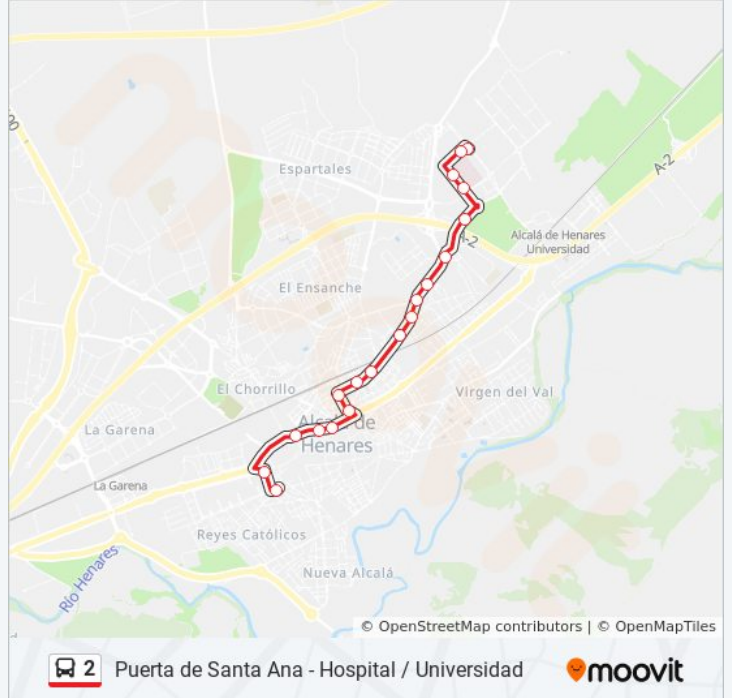 Espartales
A-2
Alcalá de Henares
Universidad
El Ensanche
El Chorrillo
Virgen del Val
La Garena
Alcalá de
Henares
La Garena
Reyes Católicos
Río Henares
Nueva Alcalá
© OpenStreetMap contributors | © OpenMapTiles
2 Puerta de Santa Ana - Hospital / Universidad moovit